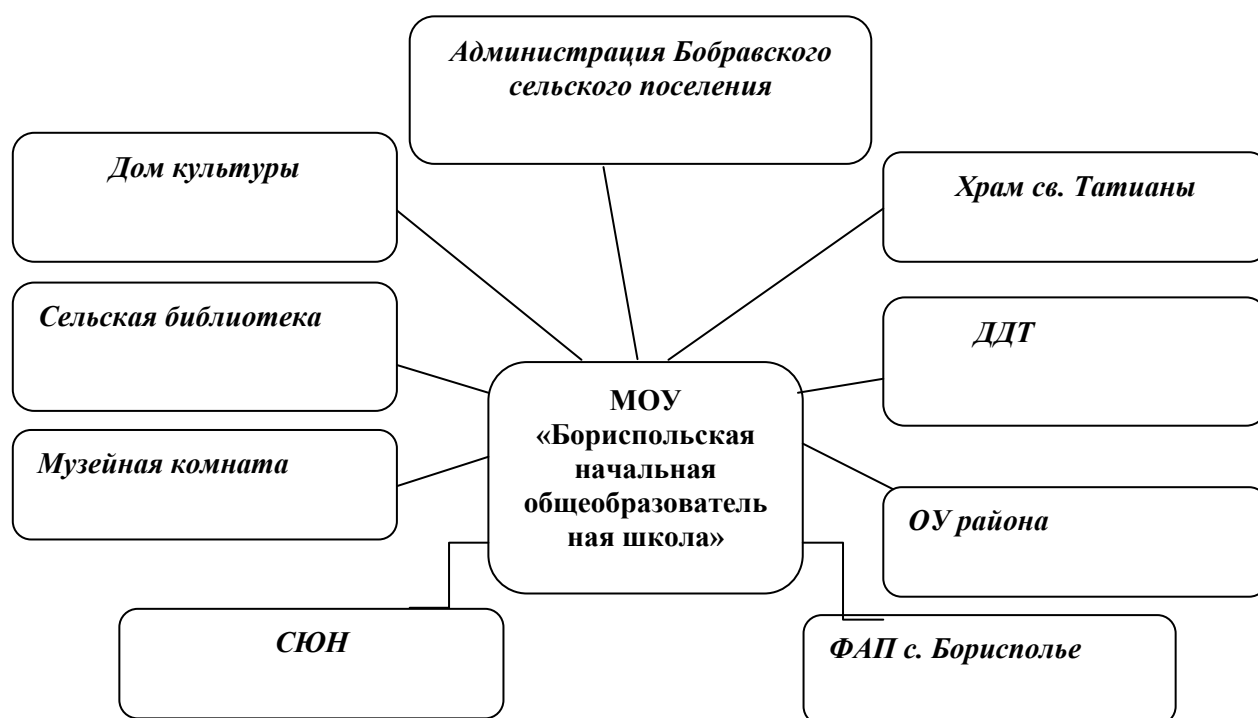 Администрация Бобравского
сельского поселения
Дом культуры
Храм св. Татианы
Сельская библиотека
ДДТ
МОУ
«Бориспольская
начальная
общеобразователь
ная школа»
Музейная комната
ОУ района
СЮН
ФАП с. Борисполье